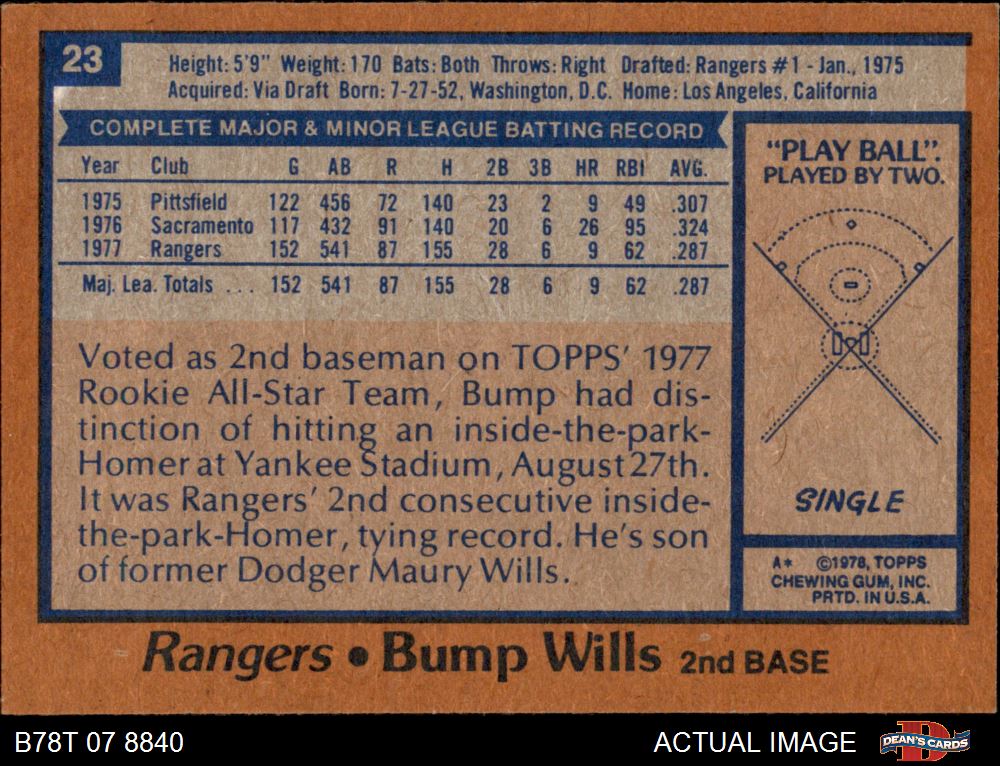 23
Height: 5'9" Weight: 170 Bats: Both Throws: Right Drafted: Rangers #1 - Jan., 1975
Acquired: Via Draft Born: 7-27-52, Washington, D.C. Home: Los Angeles, California
COMPLETE MAJOR & MINOR LEAGUE BATTING RECORD
Year Club G AB R H 2B 3B HR RBI AVG.
1975 Pittsfield 122 456 72 140 23 2 9 49 .307
1976 Sacramento 117 432 91 140 20 6 26 95 .324
1977 Rangers 152 541 87 155 28 6 9 62 .287
Maj. Lea. Totals ... 152 541 87 155 28 6 9 62 .287
Voted as 2nd baseman on TOPPS' 1977
Rookie All-Star Team, Bump had dis-
tinction of hitting an inside-the-park-
Homer at Yankee Stadium, August 27th.
It was Rangers' 2nd consecutive inside-
the-park-Homer, tying record. He's son
of former Dodger Maury Wills.
"PLAY BALL".
PLAYED BY TWO.
SINGLE
A* ©1978, TOPPS
CHEWING GUM, INC.
PRTD. IN U.S.A.
Rangers • Bump Wills 2nd BASE
B78T 07 8840
ACTUAL IMAGE
D
DEAN'S CARDS